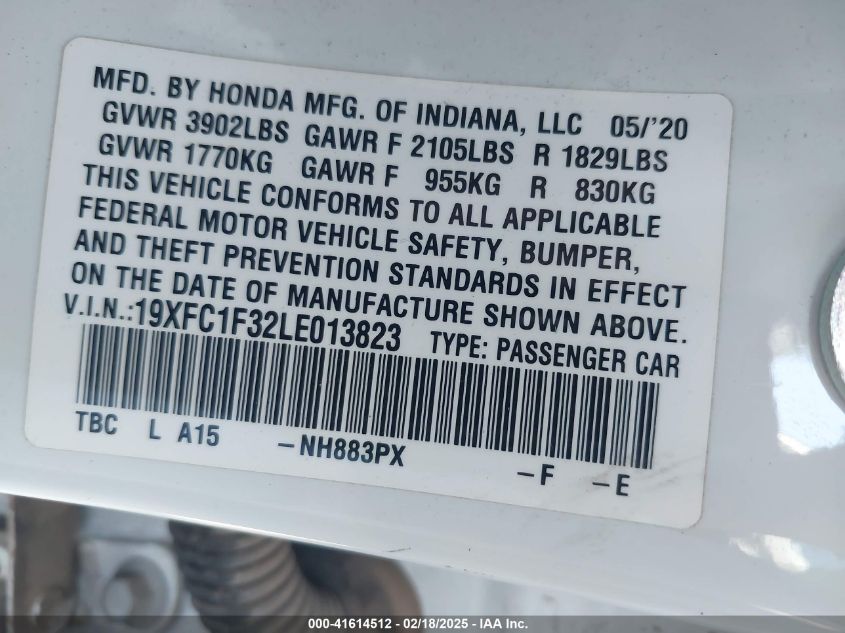 MFD. BY HONDA MFG. OF INDIANA, LLC 05/'20
GVWR 3902LBS GAWR F 2105LBS R 1829LBS
GVWR 1770KG GAWR F 955KG R 830KG
THIS VEHICLE CONFORMS TO ALL APPLICABLE
FEDERAL MOTOR VEHICLE SAFETY, BUMPER,
AND THEFT PREVENTION STANDARDS IN EFFECT
ON THE DATE OF MANUFACTURE SHOWN ABOVE.
V.I.N.:19XFC1F32LE013823 TYPE: PASSENGER CAR
TBC L A15 –NH883PX –F –E
000-41614512 - 02/18/2025 - IAA Inc.